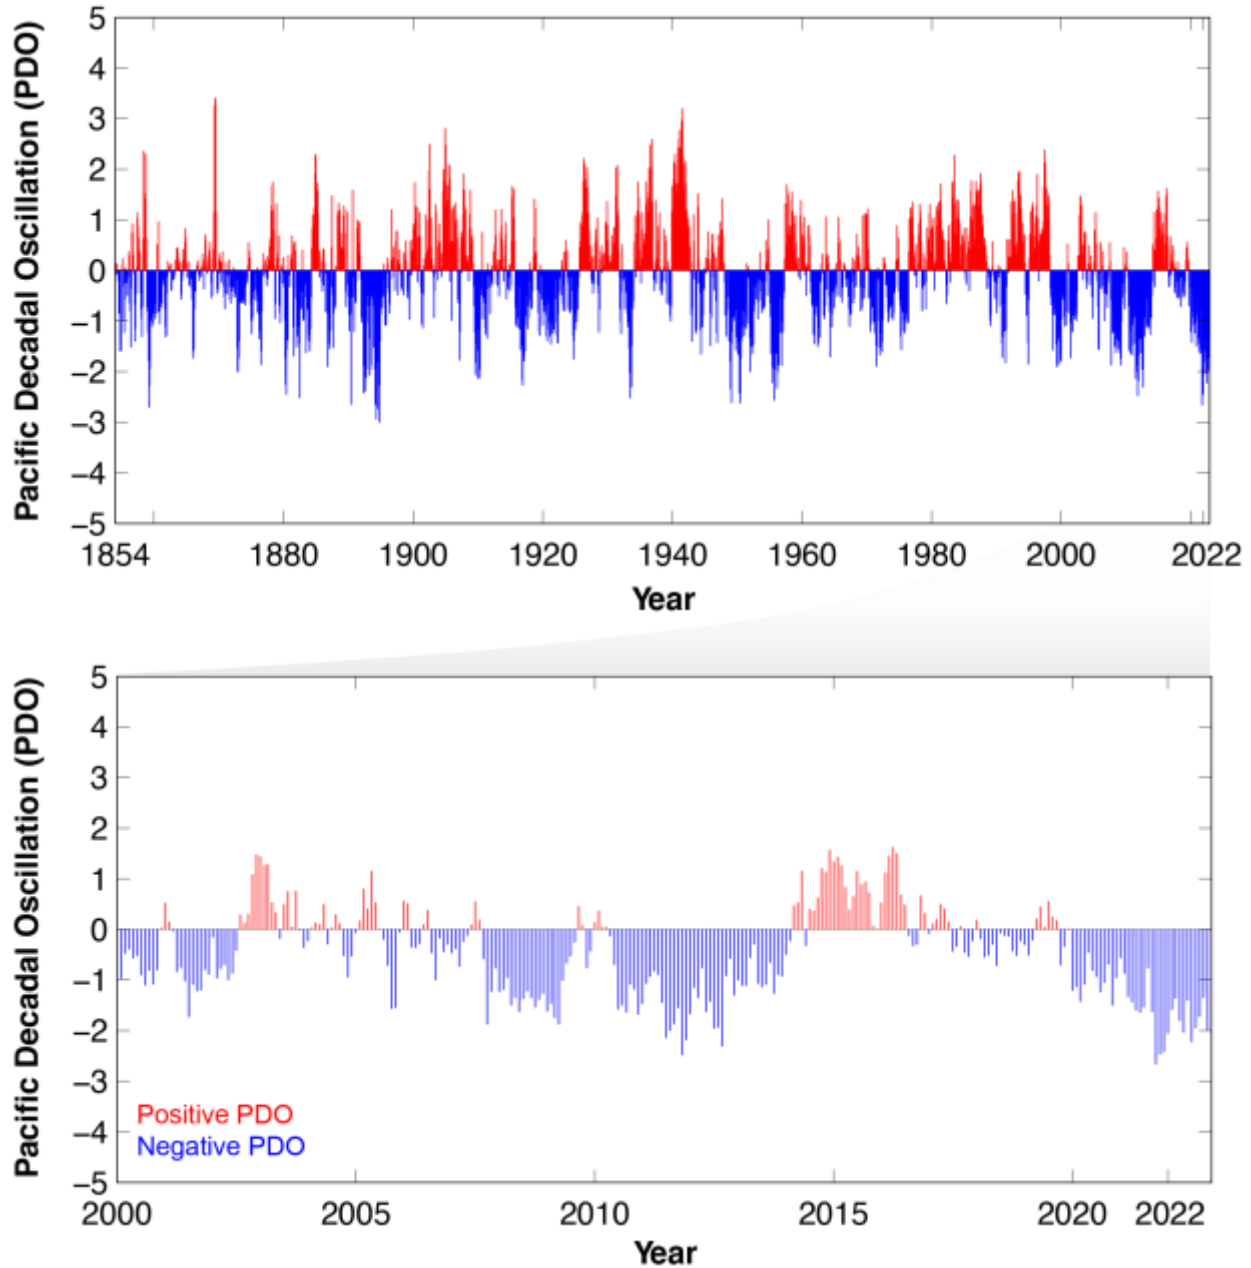 Pacific Decadal Oscillation (PDO)
5
4
3
2
1
0
−1
−2
−3
−4
−5
1854 1880 1900 1920 1940 1960 1980 2000 2022
Year
Pacific Decadal Oscillation (PDO)
5
4
3
2
1
0
−1
−2
−3
−4
−5
Positive PDO
Negative PDO
2000 2005 2010 2015 2020 2022
Year